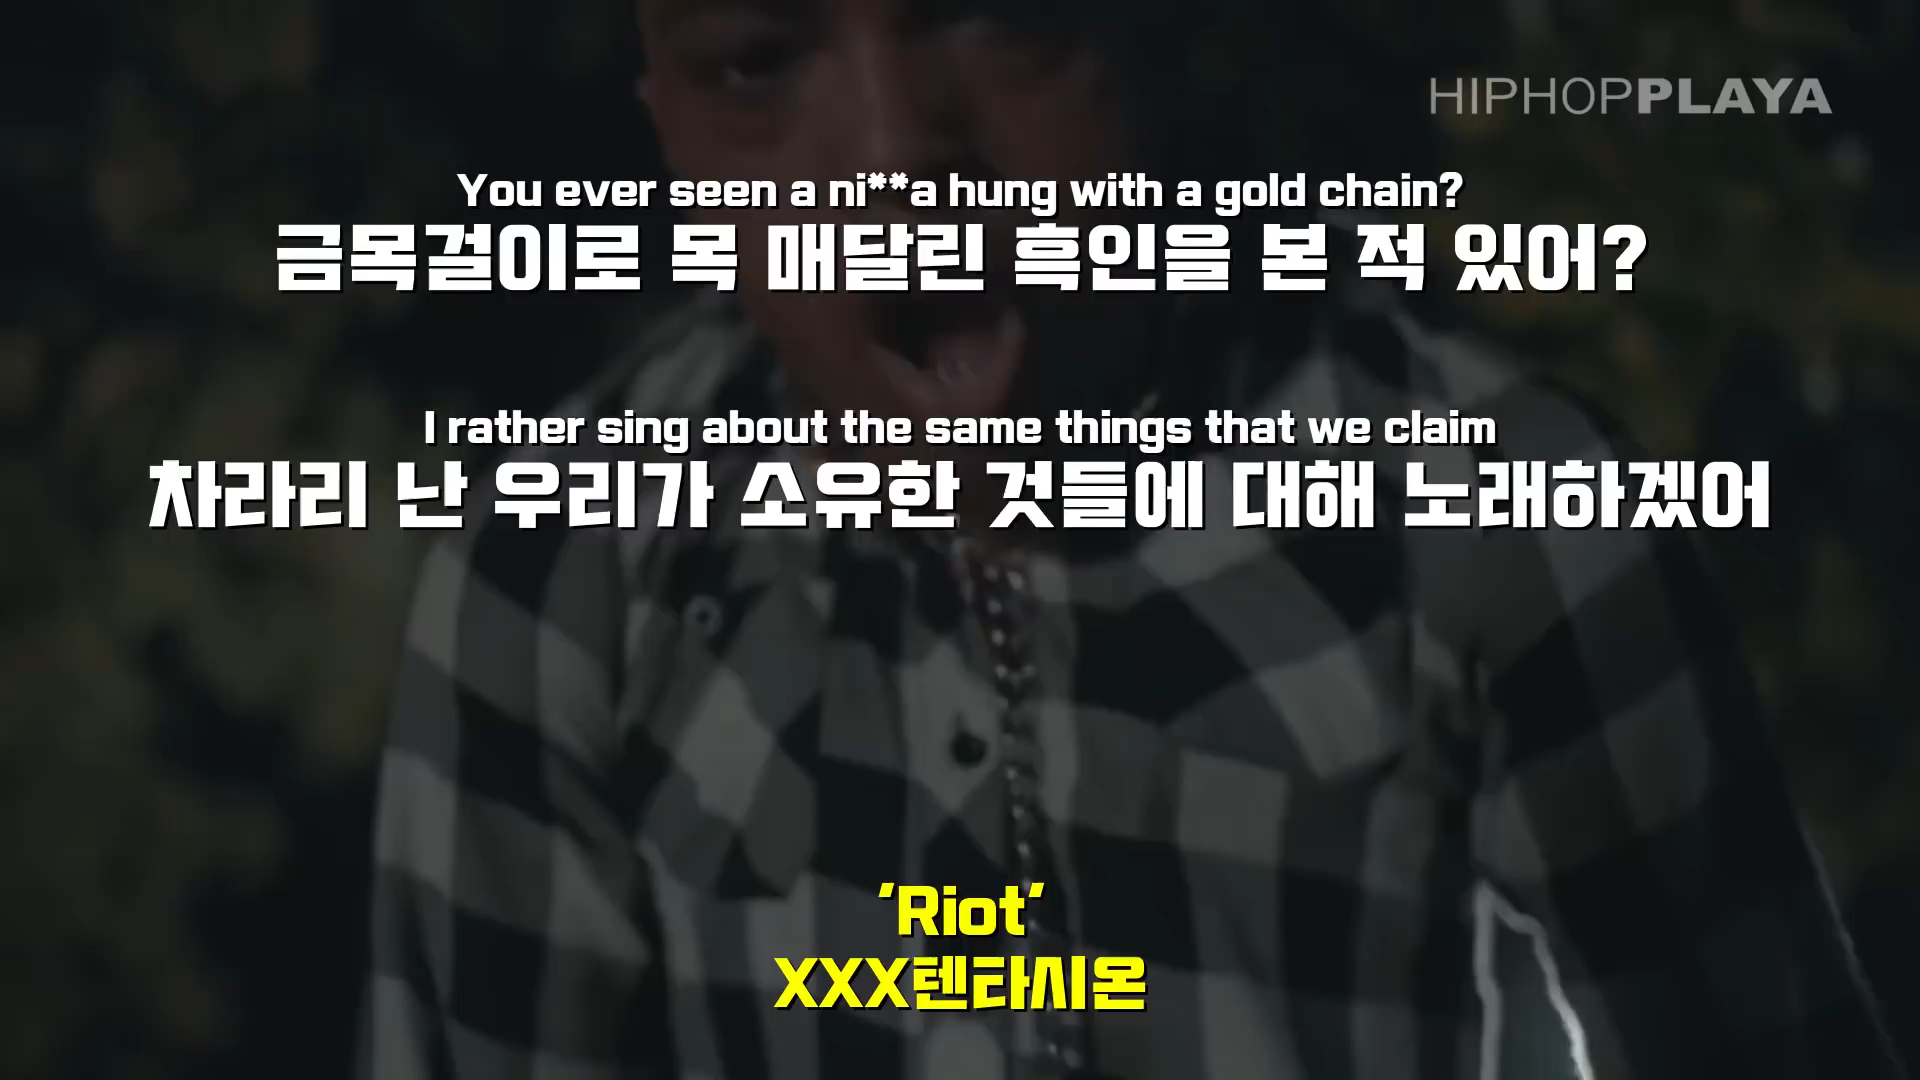 HIPHOPPLAYA
You ever seen a ni**a hung with a gold chain?
금목걸이로 목 매달린 흑인을 본 적 있어?
I rather sing about the same things that we claim
차라리 난 우리가 소유한 것들에 대해 노래하겠어
'Riot'
XXX텐타시온